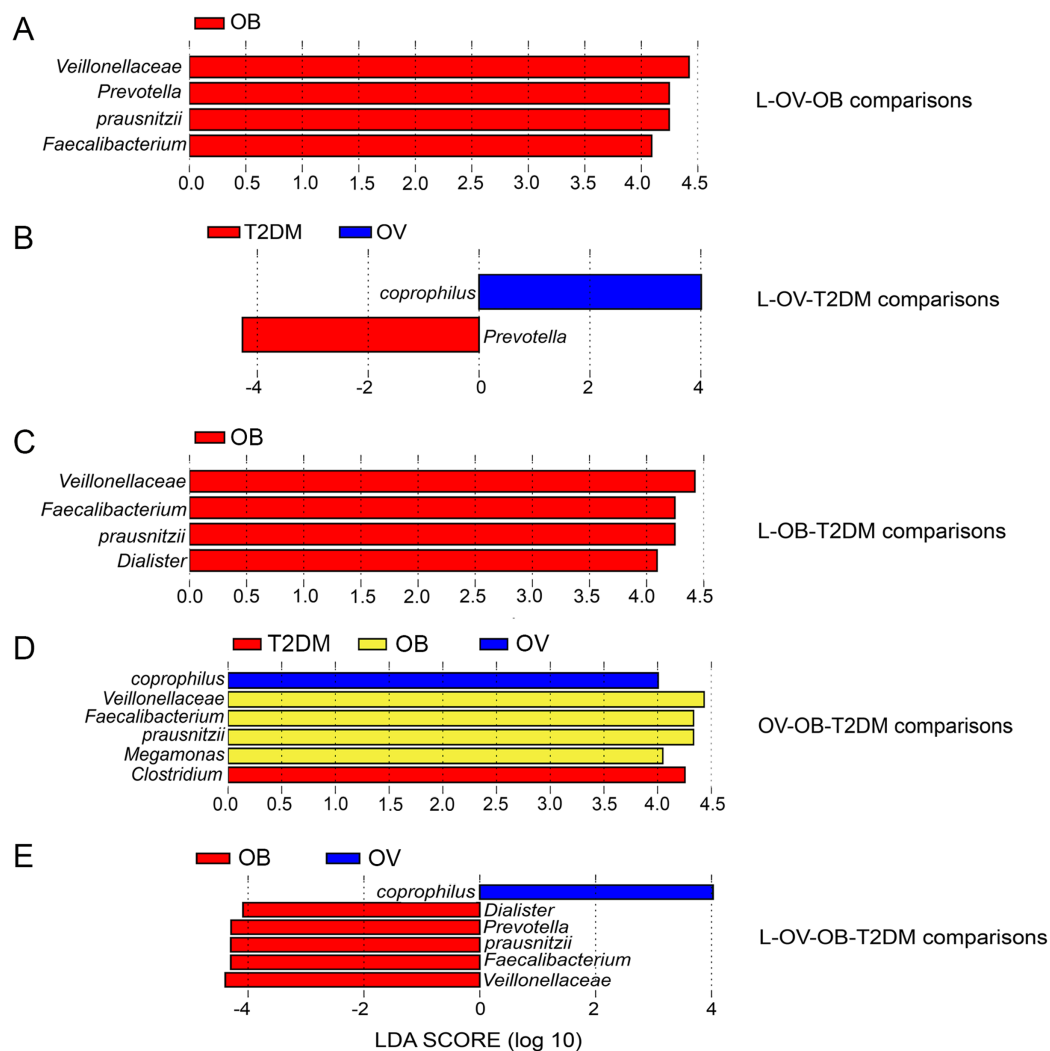 A
OB
Veillonellaceae
Prevotella
prausnitzii
Faecalibacterium
0.0 0.5 1.0 1.5 2.0 2.5 3.0 3.5 4.0 4.5
L-OV-OB comparisons
B
T2DM OV
coprophilus
Prevotella
-4 -2 0 2 4
L-OV-T2DM comparisons
C
OB
Veillonellaceae
Faecalibacterium
prausnitzii
Dialister
0.0 0.5 1.0 1.5 2.0 2.5 3.0 3.5 4.0 4.5
L-OB-T2DM comparisons
D
T2DM OB OV
coprophilus
Veillonellaceae
Faecalibacterium
prausnitzii
Megamonas
Clostridium
0.0 0.5 1.0 1.5 2.0 2.5 3.0 3.5 4.0 4.5
OV-OB-T2DM comparisons
E
OB OV
coprophilus
Dialister
Prevotella
prausnitzii
Faecalibacterium
Veillonellaceae
-4 -2 0 2 4
LDA SCORE (log 10)
L-OV-OB-T2DM comparisons